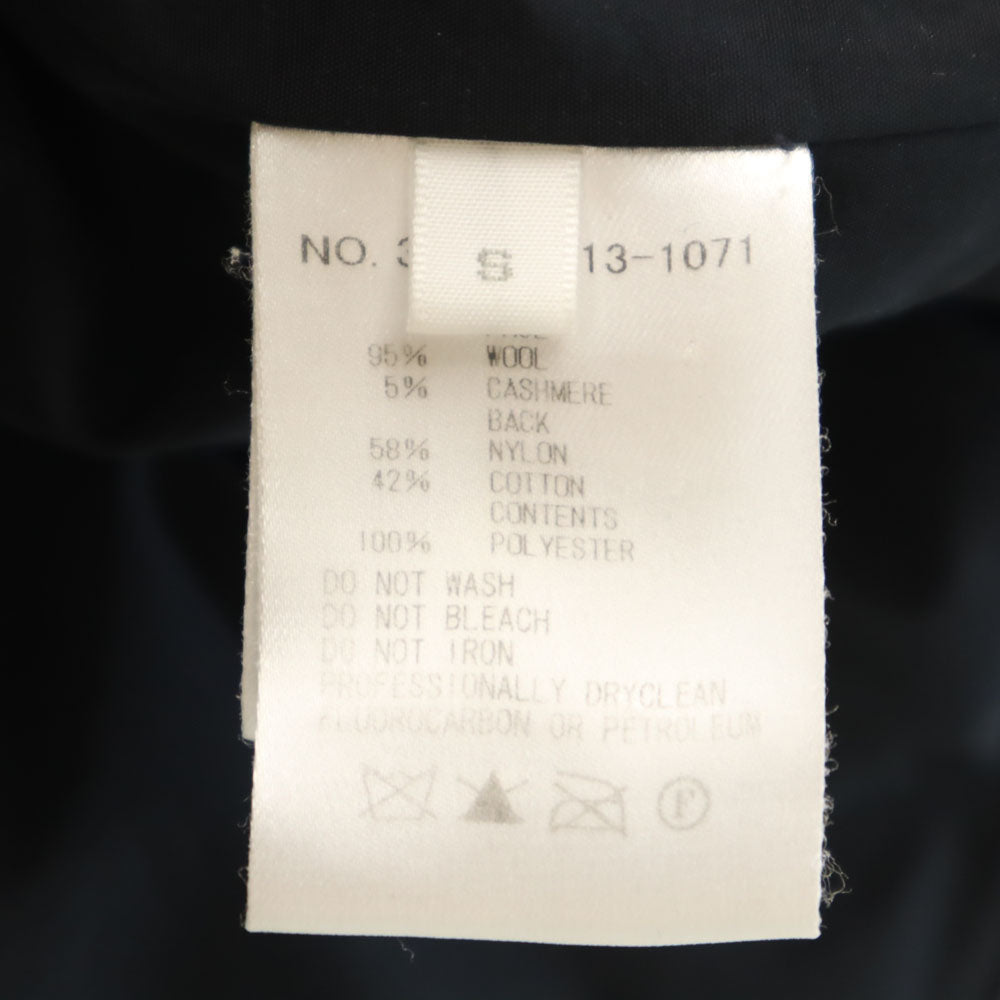 NO. 3 S 13-1071
95% WOOL
5% CASHMERE
BACK
58% NYLON
42% COTTON
CONTENTS
100% POLYESTER
DO NOT WASH
DO NOT BLEACH
DO NOT IRON
PROFESSIONALLY DRYCLEAN
FLUOROCARBON OR PETROLEUM
F